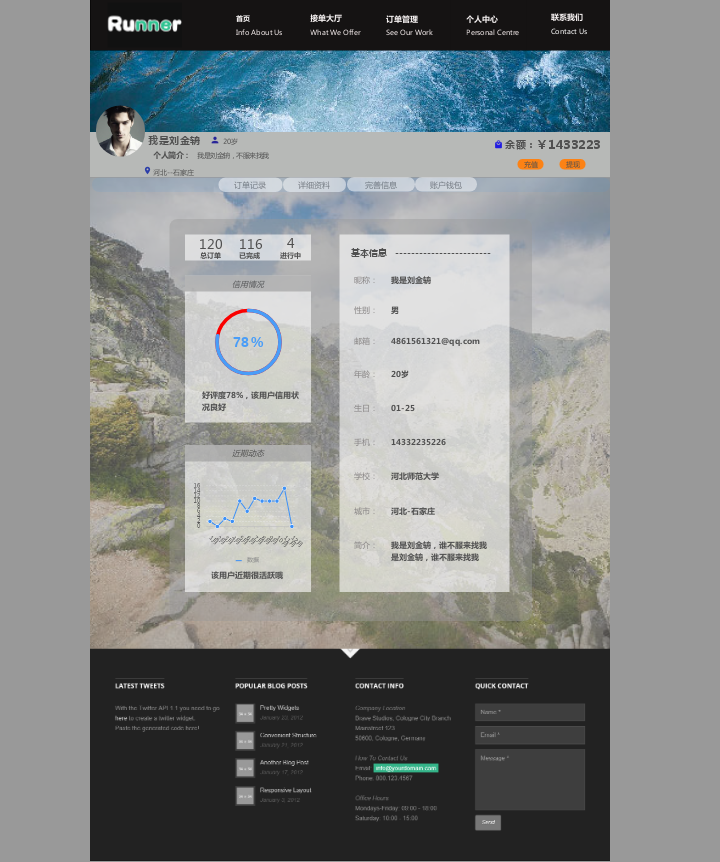 Runner
首页
接单大厅
订单管理
个人中心
联系我们
Info About Us
What We Offer
See Our Work
Personal Centre
Contact Us
我是刘金钠
20岁
余额：¥1433223
个人简介：
我是刘金钠，不服来找我
充值
提现
河北--石家庄
订单记录
详细资料
完善信息
账户钱包
120
116
4
总订单
已完成
进行中
信用情况
78%
好评度78%，该用户信用状
况良好
近期动态
数据
该用户近期很活跃哦
基本信息 ------------------------
昵称：
我是刘金钠
性别：
男
邮箱：
4861561321@qq.com
年龄：
20岁
生日：
01-25
手机：
14332235226
学校：
河北师范大学
城市：
河北-石家庄
简介：
我是刘金钠，谁不服来找我
是刘金钠，谁不服来找我
LATEST TWEETS
With the Twitter API 1.1 you need to go
here to create a twitter widget.
Paste the generated code here!
POPULAR BLOG POSTS
Pretty Widgets
January 23, 2012
Convenient Structure
January 21, 2012
Another Blog Post
January 17, 2012
Responsive Layout
January 3, 2012
CONTACT INFO
Company Location
Brave Studios, Cologne City Branch
Mainstreet 123
50600, Cologne, Germany
How To Contact Us
Email: info@yourdomain.com
Phone: 800.123.4567
Office Hours
Mondays-Friday: 10:00 - 18:00
Saturday: 10:00 - 15:00
QUICK CONTACT
Name *
Email *
Message *
Send